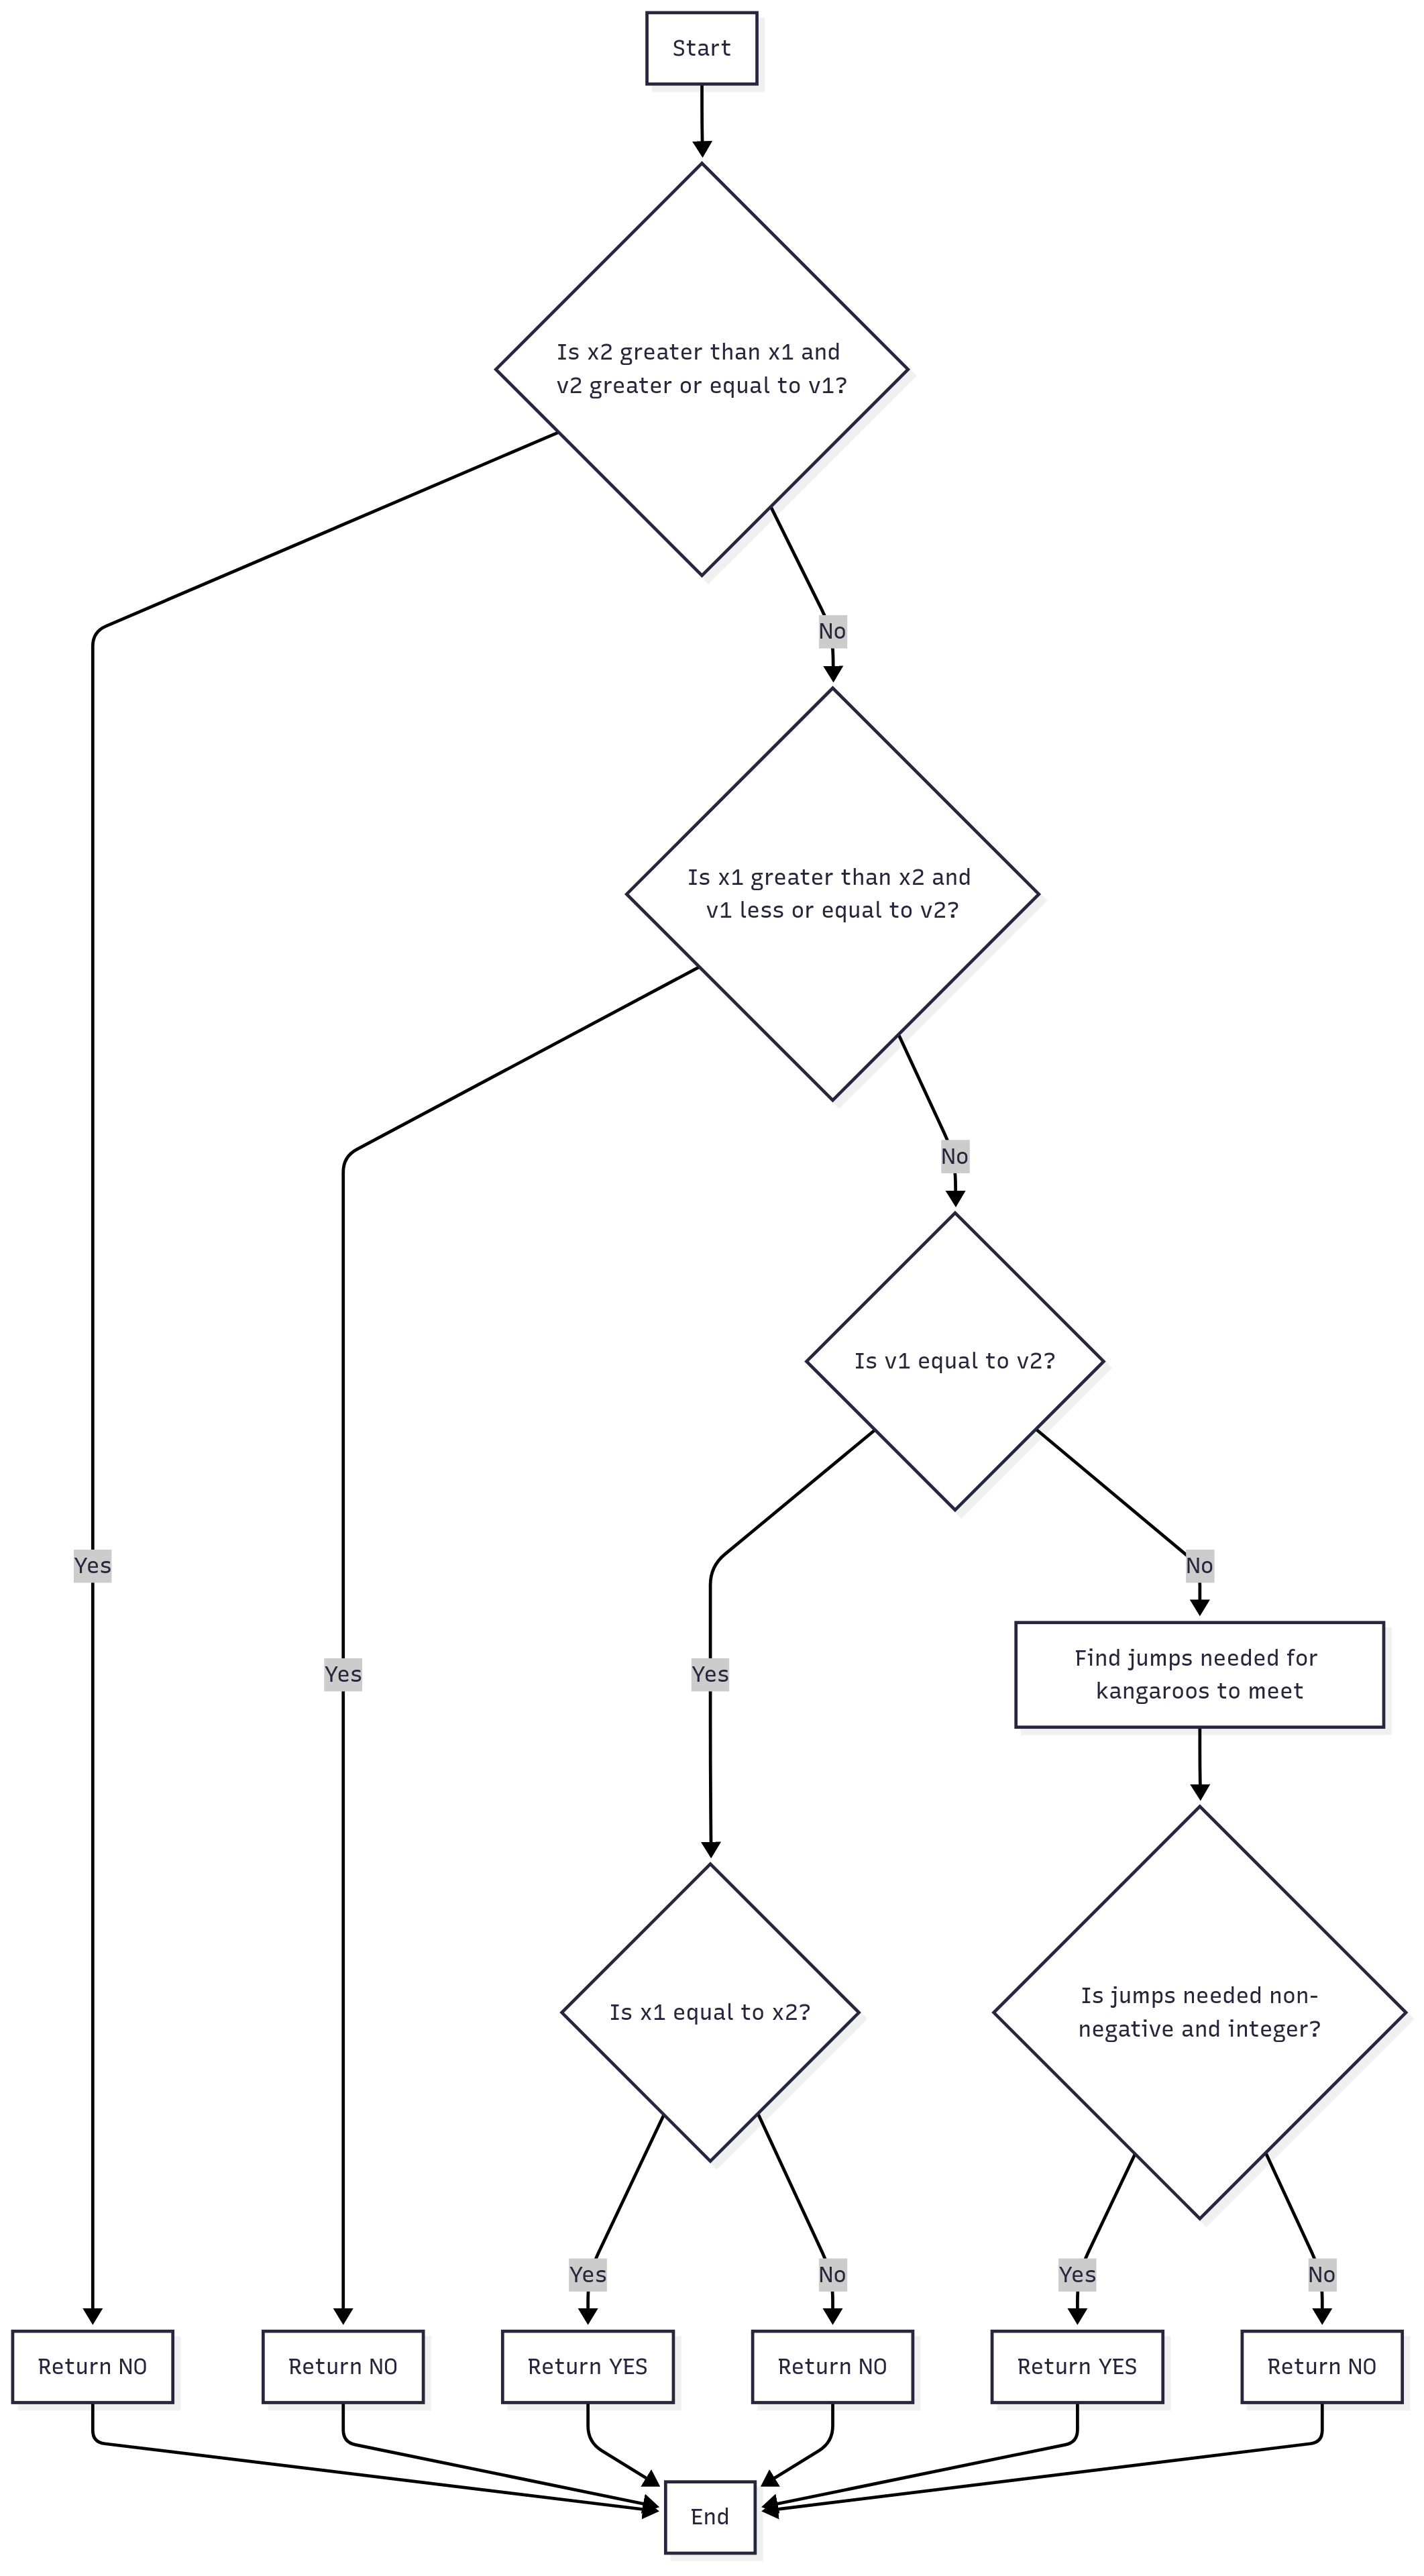 Start
Is x2 greater than x1 and
v2 greater or equal to v1?
No
Is x1 greater than x2 and
v1 less or equal to v2?
No
Is v1 equal to v2?
Yes
No
Find jumps needed for
kangaroos to meet
Yes
Yes
Is jumps needed non-
negative and integer?
Is x1 equal to x2?
Yes
No
Yes
No
Return NO
Return NO
Return YES
Return NO
Return YES
Return NO
End